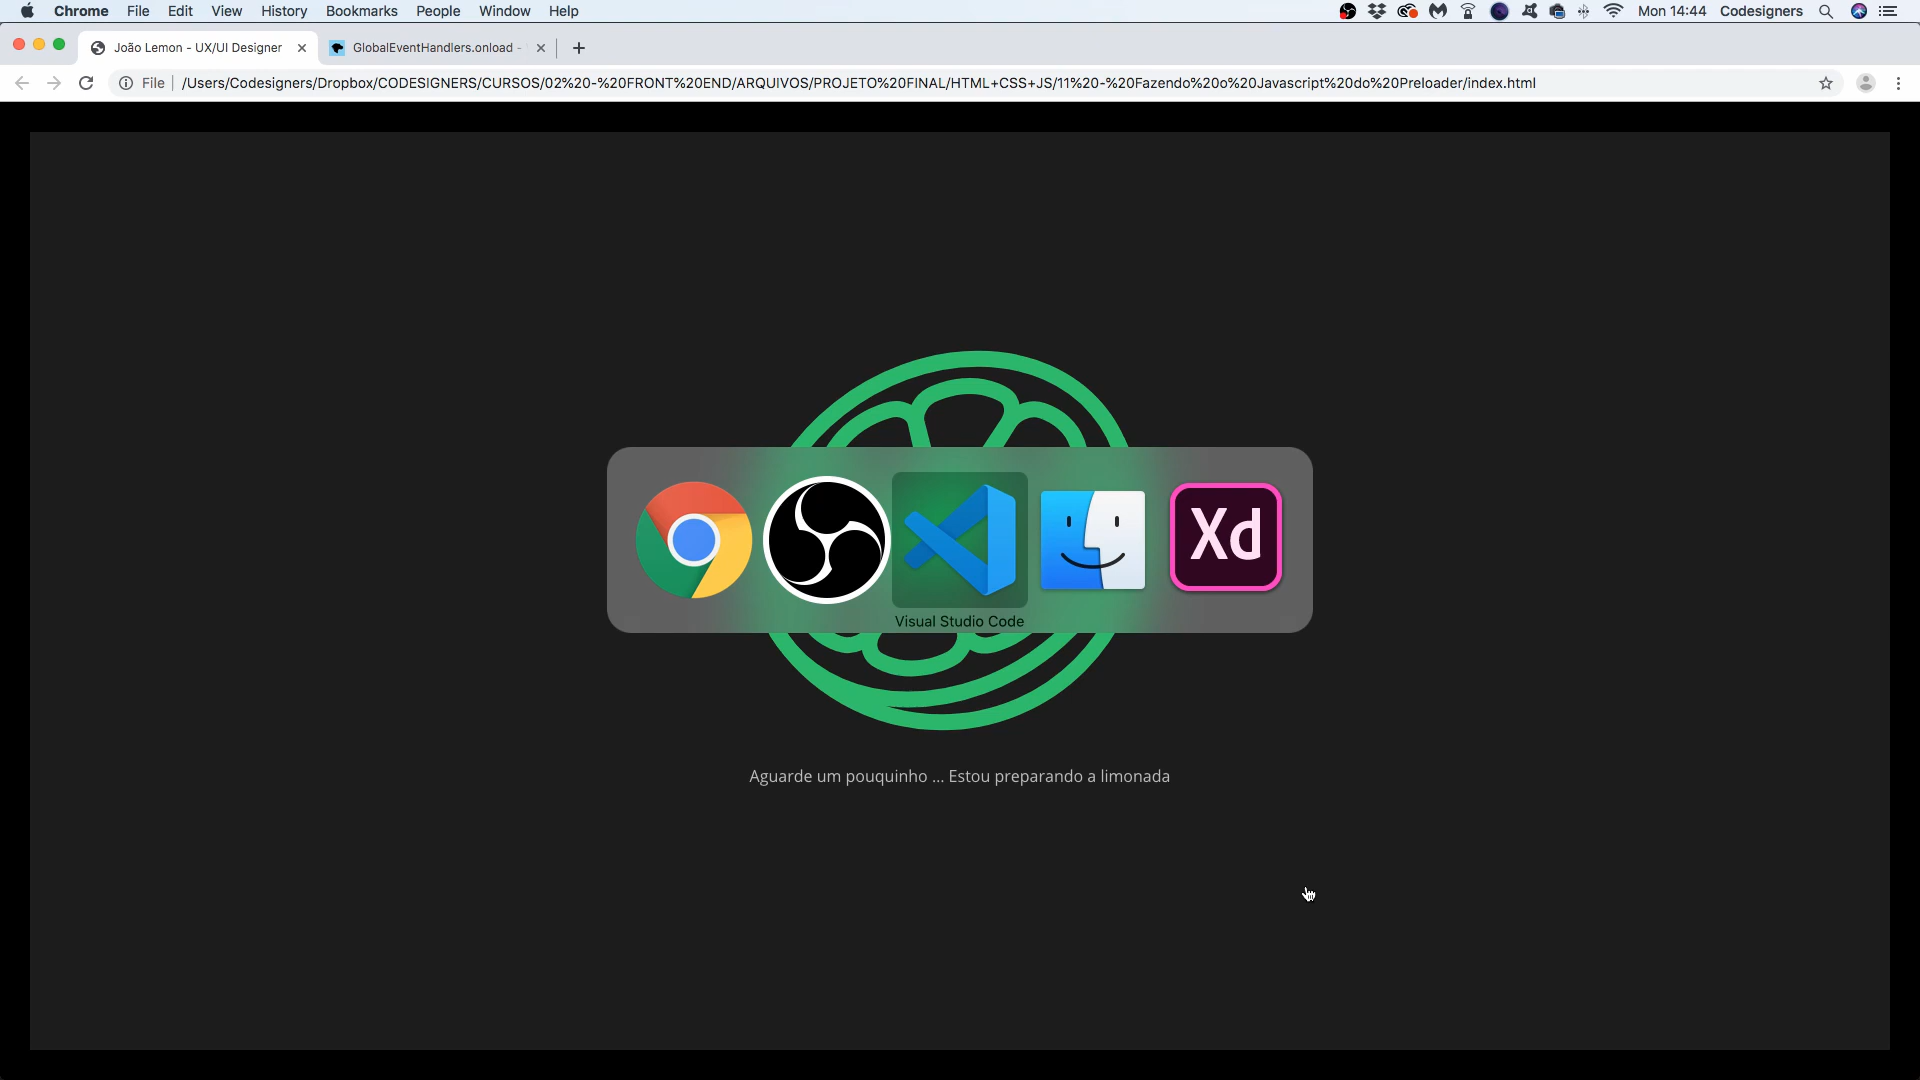 Chrome File Edit View History Bookmarks People Window Help Mon 14:44 Codesigners
João Lemon - UX/UI Designer GlobalEventHandlers.onload -
File /Users/Codesigners/Dropbox/CODESIGNERS/CURSOS/02%20-%20FRONT%20END/ARQUIVOS/PROJETO%20FINAL/HTML+CSS+JS/11%20-%20Fazendo%20o%20Javascript%20do%20Preloader/index.html
Xd
Visual Studio Code
Aguarde um pouquinho ... Estou preparando a limonada